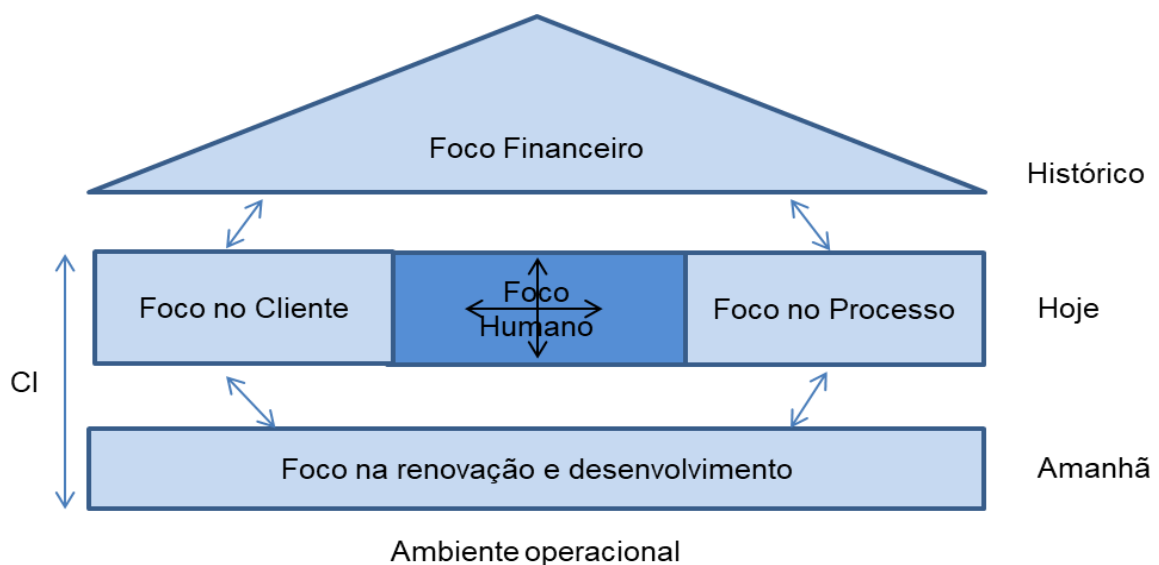 Foco Financeiro
Histórico
Foco no Cliente
Foco
Humano
Foco no Processo
Hoje
CI
Foco na renovação e desenvolvimento
Amanhã
Ambiente operacional